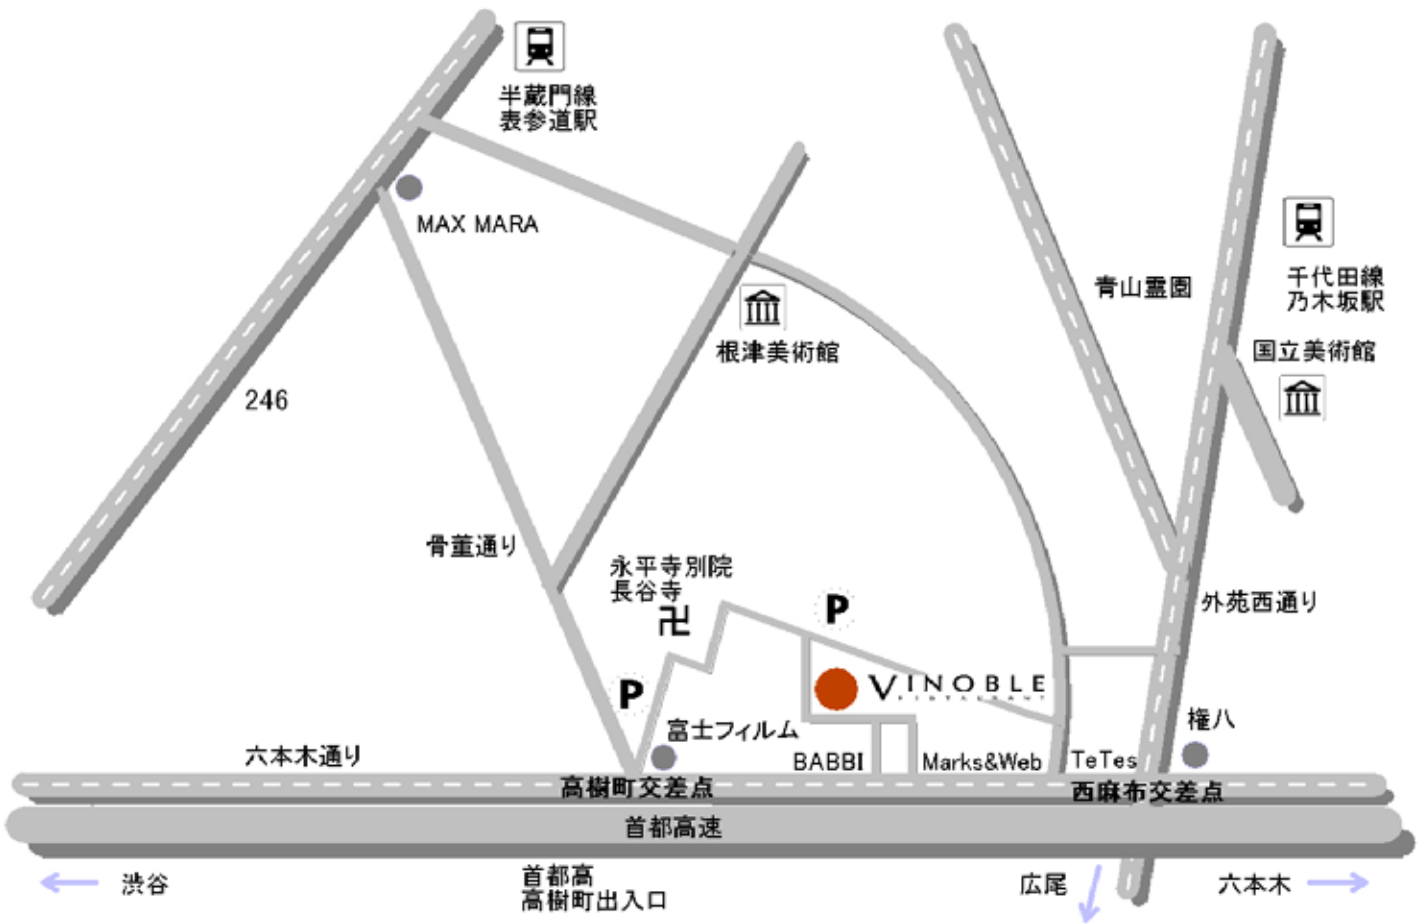 半蔵門線
表参道駅
MAX MARA
青山霊園
千代田線
乃木坂駅
国立美術館
根津美術館
246
骨董通り
永平寺別院
長谷寺
卍
P
外苑西通り
P
VINOBLE
RESTAURANT
権八
富士フィルム
六本木通り
BABBI
Marks&Web
TeTes
高樹町交差点
西麻布交差点
首都高速
渋谷
首都高
高樹町出入口
広尾
六本木